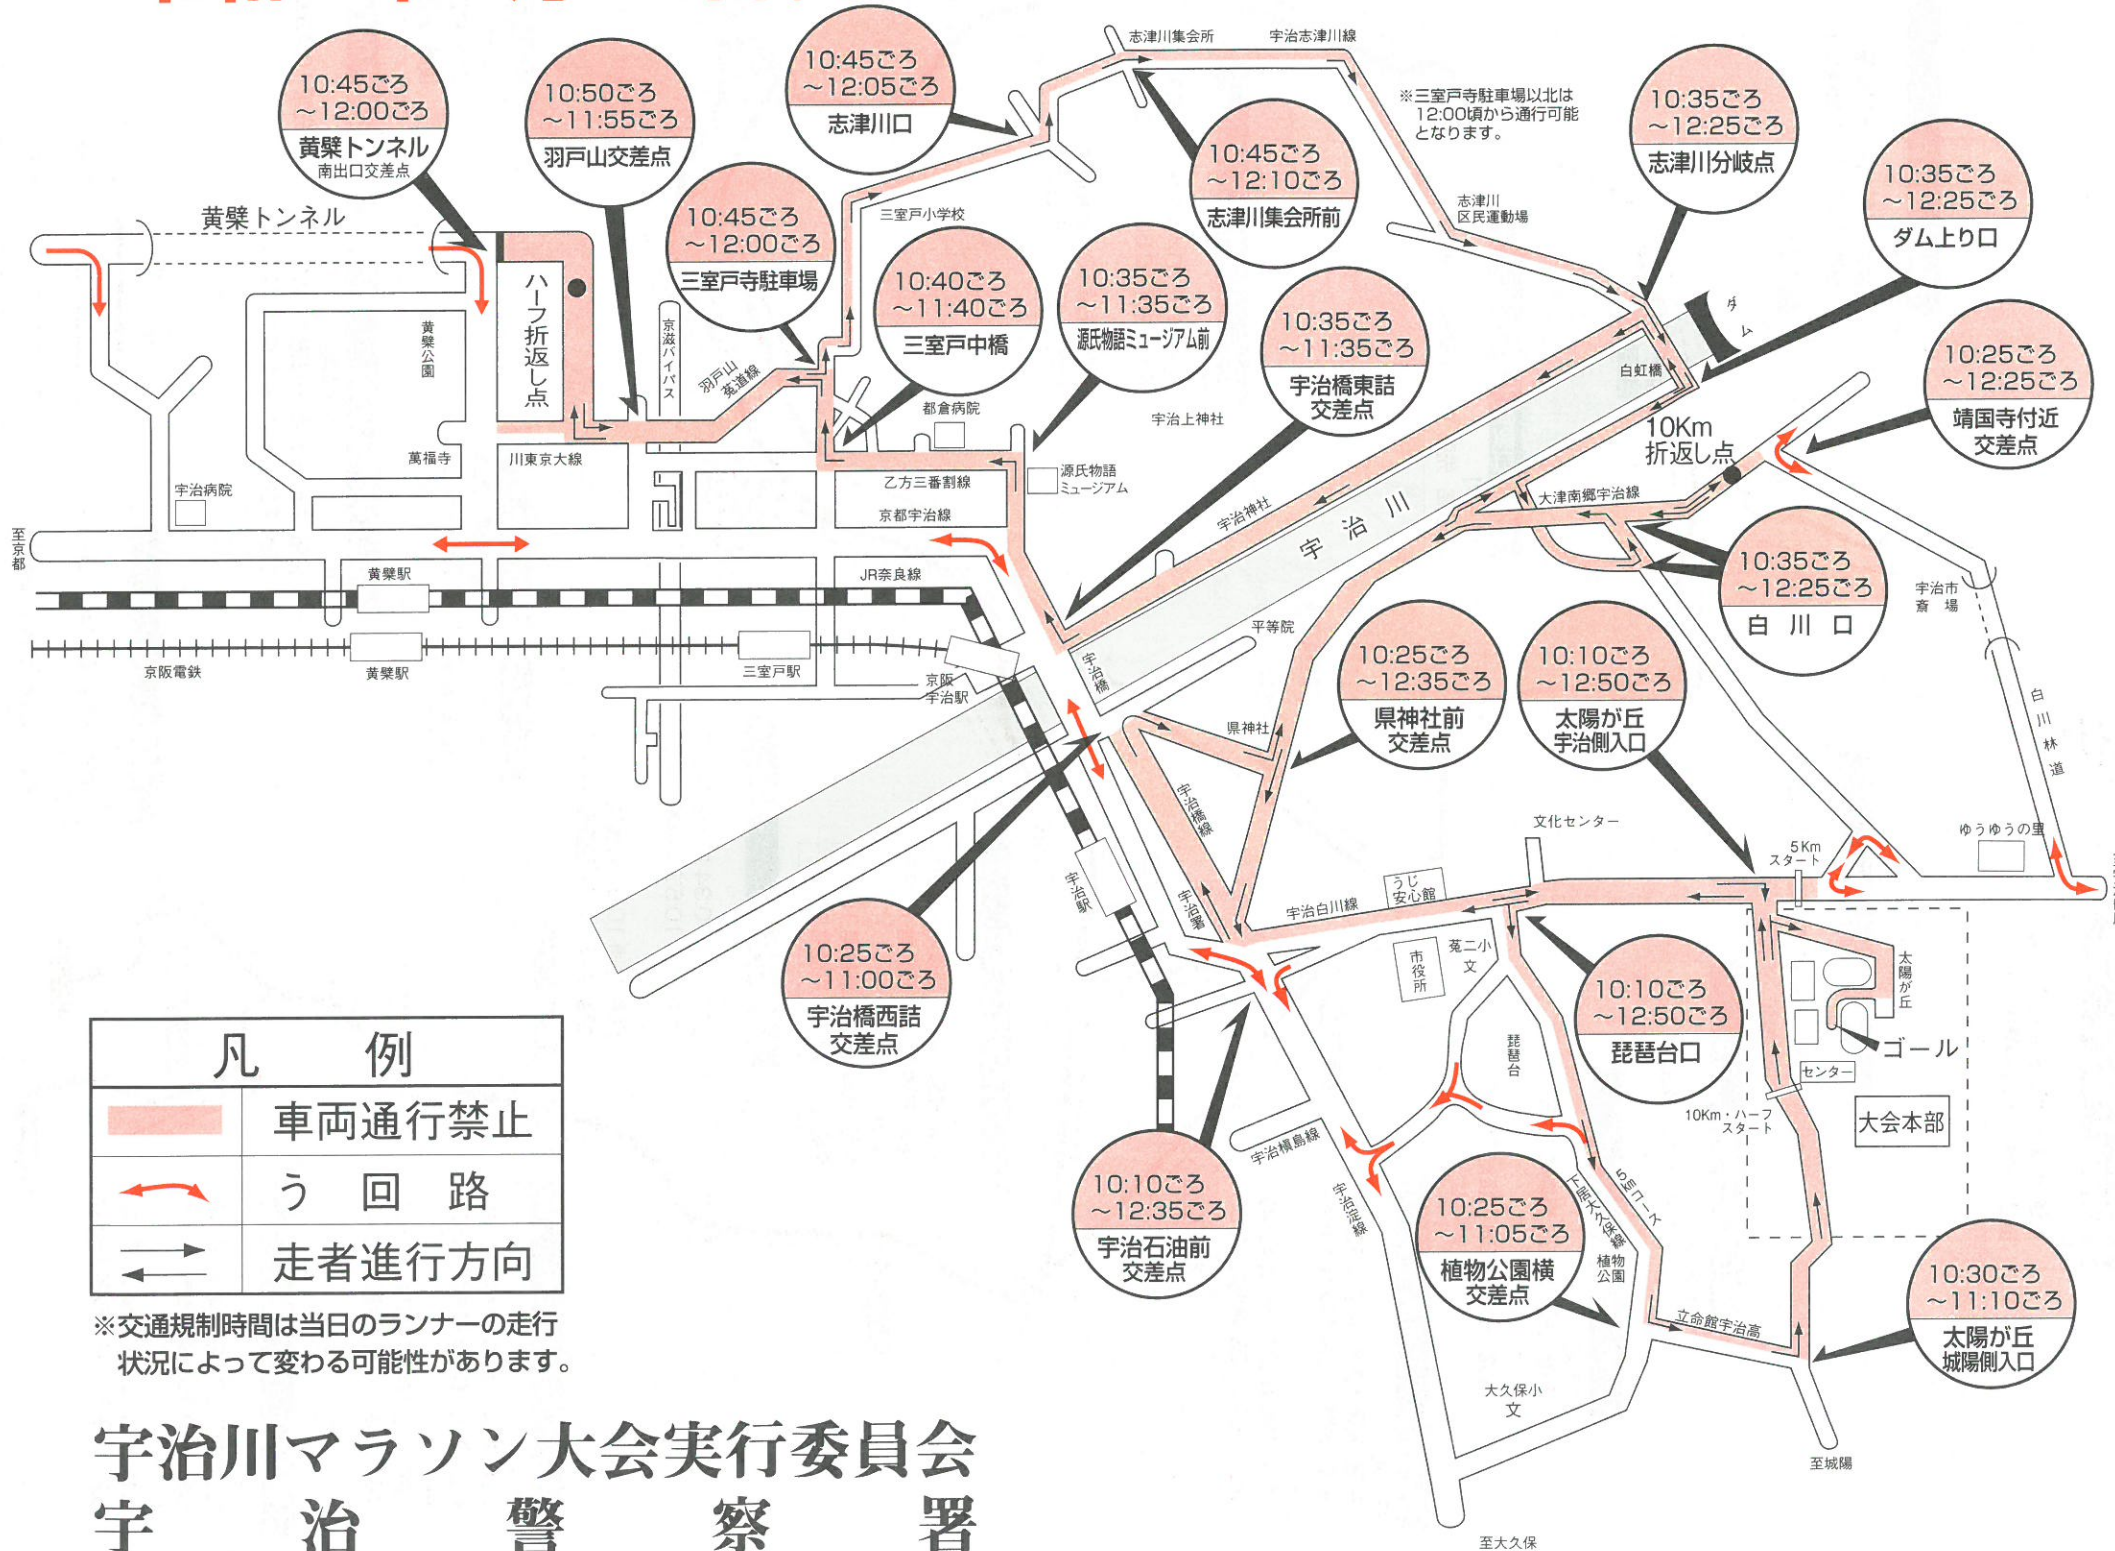 10:45ごろ
～12:00ごろ
黄檗トンネル
南出口交差点
10:50ごろ
～11:55ごろ
羽戸山交差点
10:45ごろ
～12:05ごろ
志津川口
志津川集会所
宇治志津川線
※三室戸寺駐車場以北は
12:00頃から通行可能
となります。
10:35ごろ
～12:25ごろ
志津川分岐点
10:45ごろ
～12:10ごろ
志津川集会所前
10:35ごろ
～12:25ごろ
ダム上り口
10:45ごろ
～12:00ごろ
三室戸寺駐車場
三室戸小学校
志津川
区民運動場
黄檗トンネル
10:40ごろ
～11:40ごろ
三室戸中橋
10:35ごろ
～11:35ごろ
源氏物語ミュージアム前
10:35ごろ
～11:35ごろ
宇治橋東詰
交差点
ダム
白虹橋
10:25ごろ
～12:25ごろ
靖国寺付近
交差点
黄檗公園
ハーフ折返し点
京滋バイパス
羽戸山
莵道線
都倉病院
宇治上神社
10Km
折返し点
萬福寺
川東京大線
乙方三番割線
源氏物語
ミュージアム
宇治病院
京都宇治線
宇治神社
宇治川
大津南郷宇治線
至京都
黄檗駅
JR奈良線
10:35ごろ
～12:25ごろ
白川口
宇治市
斎場
京阪電鉄
黄檗駅
三室戸駅
京阪
宇治駅
宇治橋
平等院
10:25ごろ
～12:35ごろ
県神社前
交差点
10:10ごろ
～12:50ごろ
太陽が丘
宇治側入口
白川林道
県神社
宇治橋線
文化センター
5Km
スタート
ゆうゆうの里
宇治駅
宇治署
宇治白川線
うじ
安心館
10:25ごろ
～11:00ごろ
宇治橋西詰
交差点
市役所
菟二小
文
10:10ごろ
～12:50ごろ
琵琶台口
太陽が丘
ゴール
センター
琵琶台
10Km・ハーフ
スタート
大会本部
凡例
車両通行禁止
う回路
走者進行方向
※交通規制時間は当日のランナーの走行
状況によって変わる可能性があります。
10:10ごろ
～12:35ごろ
宇治石油前
交差点
宇治槇島線
宇治淀線
10:25ごろ
～11:05ごろ
植物公園横
交差点
下居大久保線
5Kmコース
植物
公園
立命館宇治高
10:30ごろ
～11:10ごろ
太陽が丘
城陽側入口
大久保小
文
至城陽
至大久保
宇治川マラソン大会実行委員会
宇治警察署